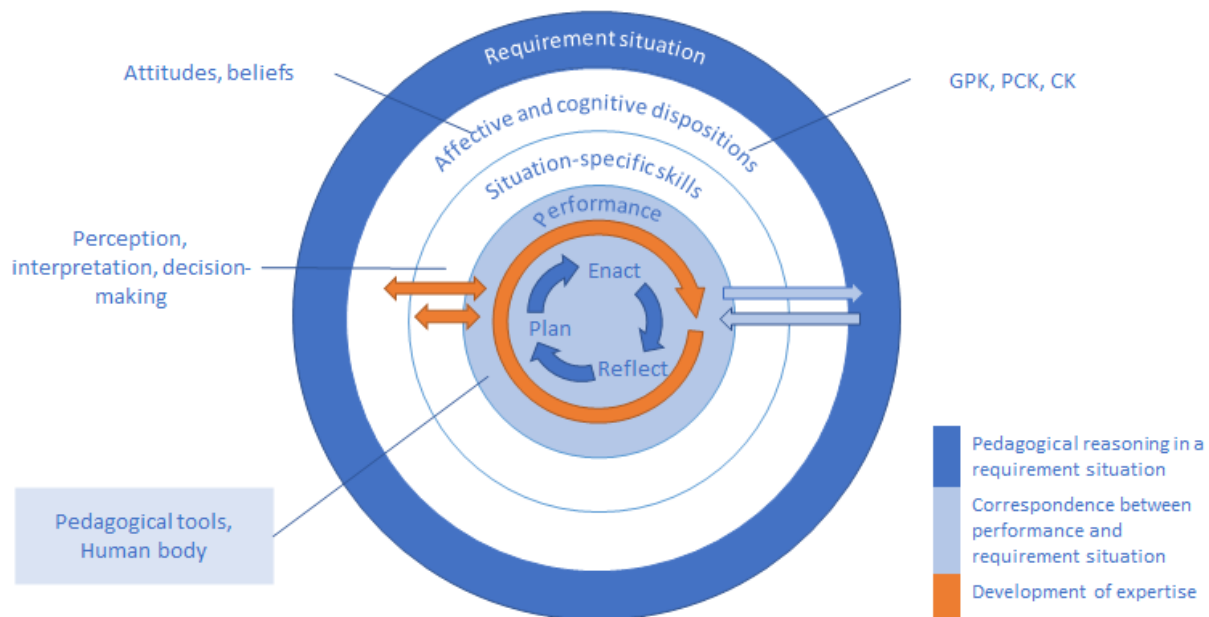 Requirement situation
Attitudes, beliefs
GPK, PCK, CK
Affective and cognitive dispositions
Situation-specific skills
Performance
Perception,
interpretation, decision-
making
Enact
Plan
Reflect
Pedagogical tools,
Human body
Pedagogical reasoning in a
requirement situation
Correspondence between
performance and
requirement situation
Development of expertise